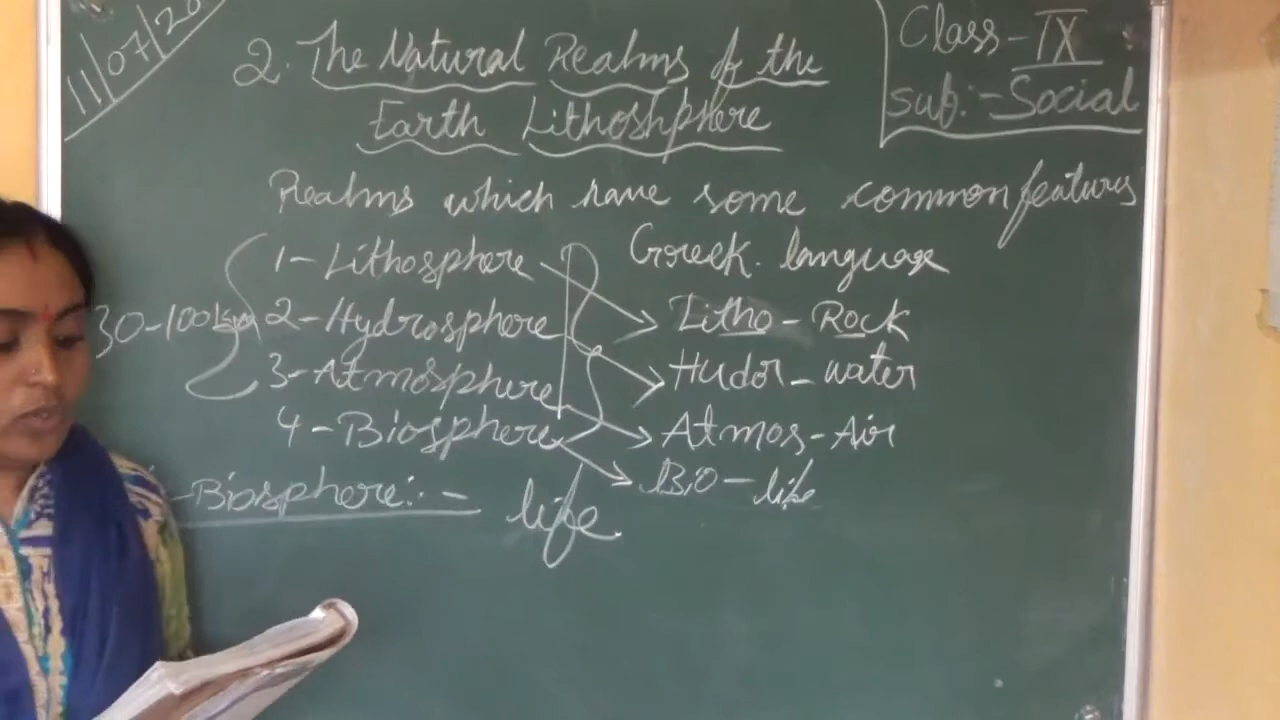 11/07/20
Class - IX
Sub:- Social
2. The Natural Realms of the
Earth Lithoshphere
Realms which have some common features
Greek. language
30-100km
1- Lithosphere
2- Hydrosphere
3- Atmosphere
4 - Biosphere
Litho - Rock
Hudor - water
Atmos - Air
Bio - life
- Biosphere: - life